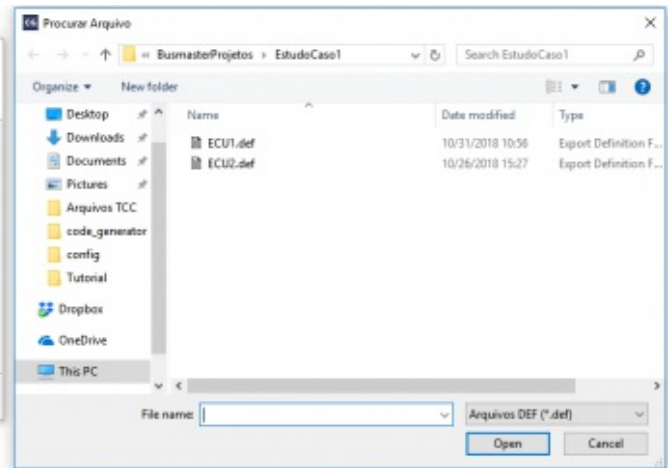 CG Procurar Arquivo
« BusmasterProjetos > EstudoCaso1
Search EstudoCaso1
Organize
New folder
Name
Date modified
Type
Desktop
Downloads
Documents
Pictures
Arquivos TCC
code_generator
config
Tutorial
Dropbox
OneDrive
This PC
ECU1.def 10/31/2018 10:56 Export Definition F...
ECU2.def 10/26/2018 15:27 Export Definition F...
File name:
Arquivos DEF (*.def)
Open
Cancel